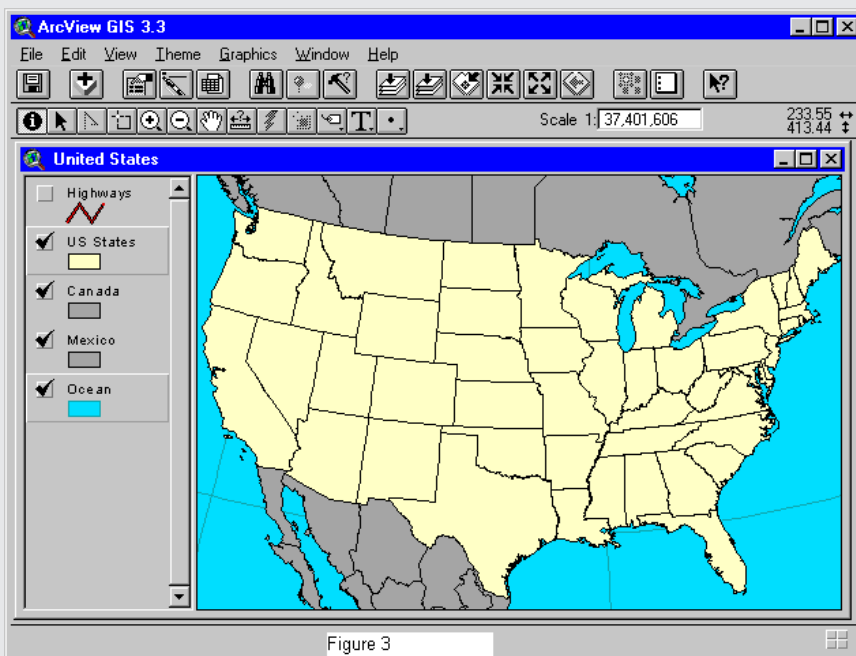 ArcView GIS 3.3
File Edit View Theme Graphics Window Help
Scale 1: 37,401,606
233.55
413.44
United States
Highways
US States
Canada
Mexico
Ocean
Figure 3